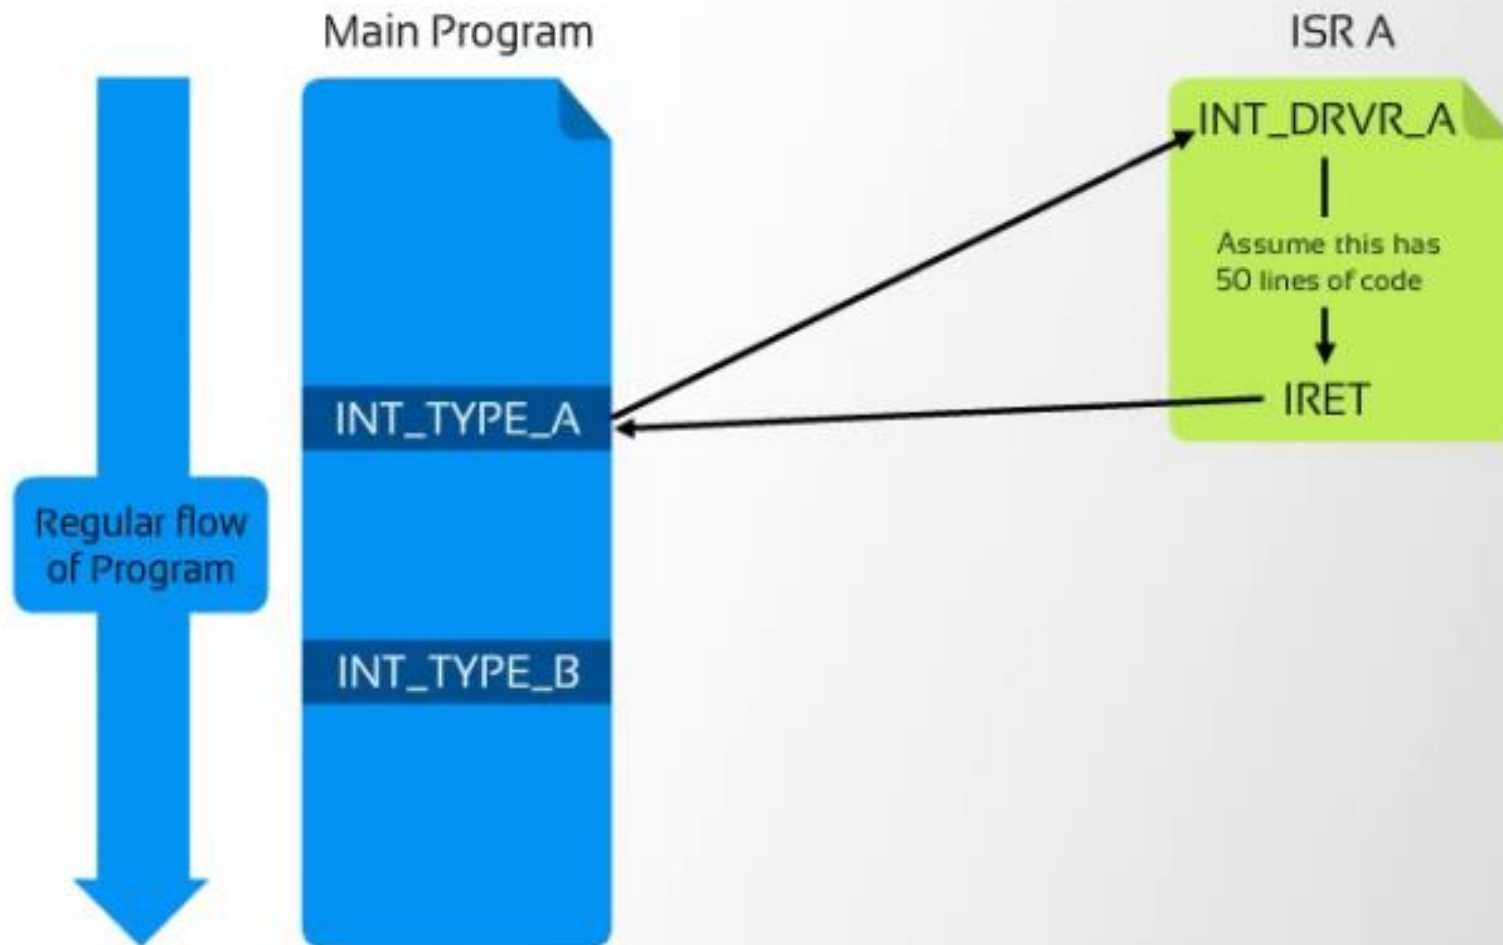 Main Program
ISR A
INT_DRVR_A
Assume this has
50 lines of code
IRET
INT_TYPE_A
Regular flow
of Program
INT_TYPE_B